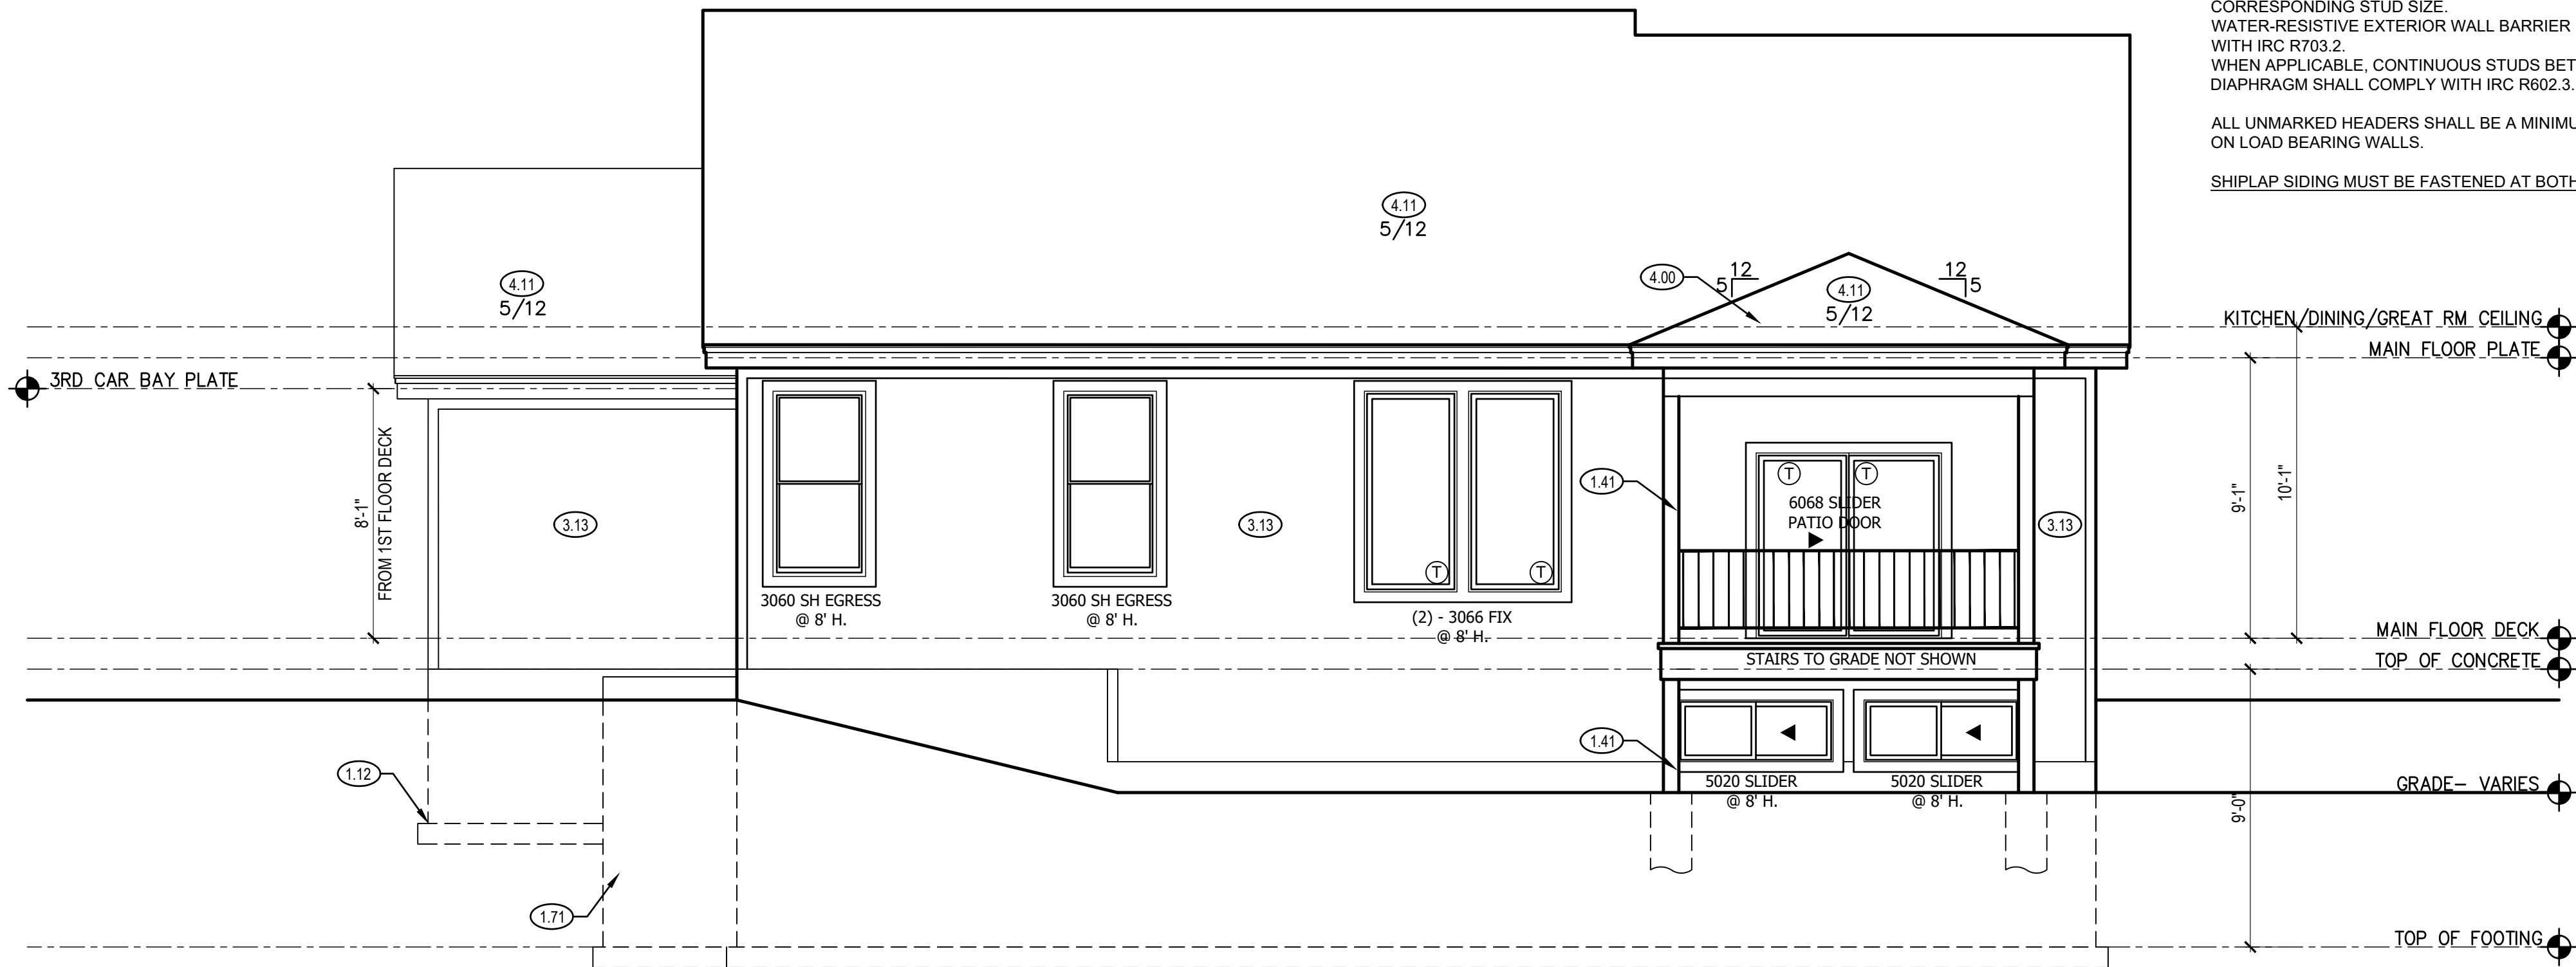 CORRESPONDING STUD SIZE.
WATER-RESISTIVE EXTERIOR WALL BARRIER
WITH IRC R703.2.
WHEN APPLICABLE, CONTINUOUS STUDS BET
DIAPHRAGM SHALL COMPLY WITH IRC R602.3.
ALL UNMARKED HEADERS SHALL BE A MINIMU
ON LOAD BEARING WALLS.
SHIPLAP SIDING MUST BE FASTENED AT BOTH
4.11
5/12
4.11
5/12
4.00
12
5
12
5
4.11
5/12
KITCHEN/DINING/GREAT RM CEILING
MAIN FLOOR PLATE
3RD CAR BAY PLATE
8'-1"
FROM 1ST FLOOR DECK
3.13
3.13
3.13
1.41
T
T
6068 SLIDER
PATIO DOOR
9'-1"
10'-1"
T
T
3060 SH EGRESS
@ 8' H.
3060 SH EGRESS
@ 8' H.
(2) - 3066 FIX
@ 8' H.
MAIN FLOOR DECK
STAIRS TO GRADE NOT SHOWN
TOP OF CONCRETE
1.41
1.12
5020 SLIDER
@ 8' H.
5020 SLIDER
@ 8' H.
GRADE- VARIES
9'-0"
1.71
TOP OF FOOTING